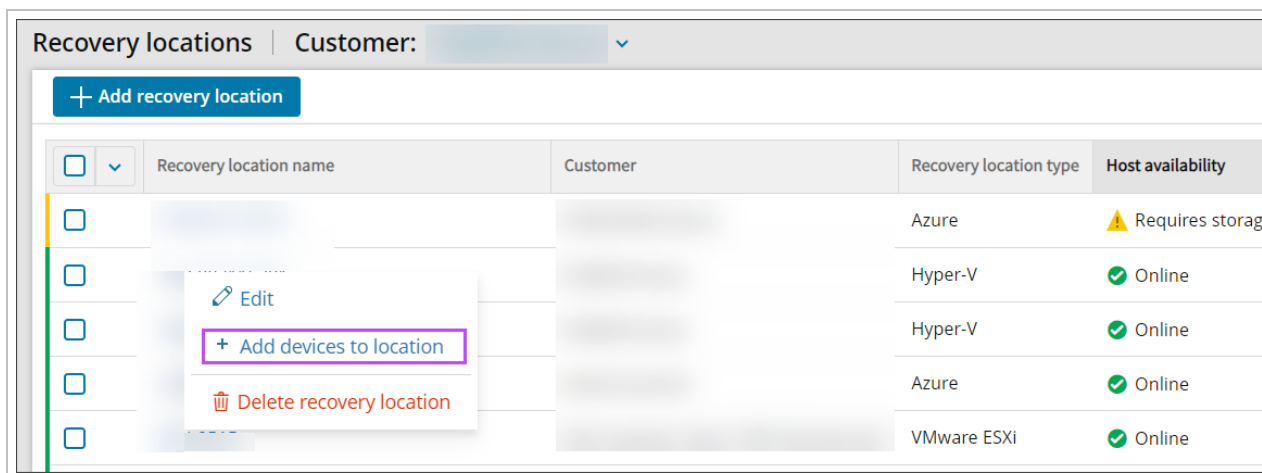 Recovery locations | Customer:
+ Add recovery location
Recovery location name Customer Recovery location type Host availability
Azure Requires storag
Hyper-V Online
Edit
Hyper-V Online
+ Add devices to location
Azure Online
Delete recovery location
VMware ESXi Online